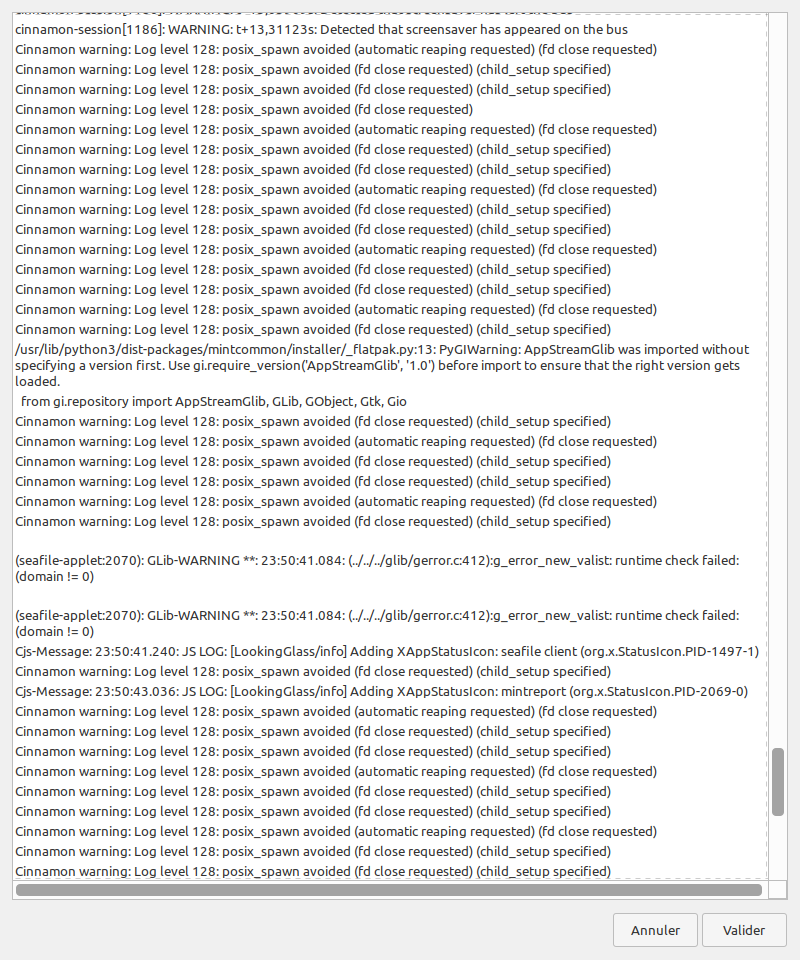 cinnamon-session[1186]: WARNING: t+13,31123s: Detected that screensaver has appeared on the bus
Cinnamon warning: Log level 128: posix_spawn avoided (automatic reaping requested) (fd close requested)
Cinnamon warning: Log level 128: posix_spawn avoided (fd close requested) (child_setup specified)
Cinnamon warning: Log level 128: posix_spawn avoided (fd close requested) (child_setup specified)
Cinnamon warning: Log level 128: posix_spawn avoided (fd close requested)
Cinnamon warning: Log level 128: posix_spawn avoided (automatic reaping requested) (fd close requested)
Cinnamon warning: Log level 128: posix_spawn avoided (fd close requested) (child_setup specified)
Cinnamon warning: Log level 128: posix_spawn avoided (fd close requested) (child_setup specified)
Cinnamon warning: Log level 128: posix_spawn avoided (automatic reaping requested) (fd close requested)
Cinnamon warning: Log level 128: posix_spawn avoided (fd close requested) (child_setup specified)
Cinnamon warning: Log level 128: posix_spawn avoided (fd close requested) (child_setup specified)
Cinnamon warning: Log level 128: posix_spawn avoided (automatic reaping requested) (fd close requested)
Cinnamon warning: Log level 128: posix_spawn avoided (fd close requested) (child_setup specified)
Cinnamon warning: Log level 128: posix_spawn avoided (fd close requested) (child_setup specified)
Cinnamon warning: Log level 128: posix_spawn avoided (automatic reaping requested) (fd close requested)
Cinnamon warning: Log level 128: posix_spawn avoided (fd close requested) (child_setup specified)
/usr/lib/python3/dist-packages/mintcommon/installer/_flatpak.py:13: PyGIWarning: AppStreamGlib was imported without
specifying a version first. Use gi.require_version('AppStreamGlib', '1.0') before import to ensure that the right version gets
loaded.
from gi.repository import AppStreamGlib, GLib, GObject, Gtk, Gio
Cinnamon warning: Log level 128: posix_spawn avoided (fd close requested) (child_setup specified)
Cinnamon warning: Log level 128: posix_spawn avoided (automatic reaping requested) (fd close requested)
Cinnamon warning: Log level 128: posix_spawn avoided (fd close requested) (child_setup specified)
Cinnamon warning: Log level 128: posix_spawn avoided (fd close requested) (child_setup specified)
Cinnamon warning: Log level 128: posix_spawn avoided (automatic reaping requested) (fd close requested)
Cinnamon warning: Log level 128: posix_spawn avoided (fd close requested) (child_setup specified)
(seafile-applet:2070): GLib-WARNING **: 23:50:41.084: (../../../glib/gerror.c:412):g_error_new_valist: runtime check failed:
(domain != 0)
(seafile-applet:2070): GLib-WARNING **: 23:50:41.084: (../../../glib/gerror.c:412):g_error_new_valist: runtime check failed:
(domain != 0)
Cjs-Message: 23:50:41.240: JS LOG: [LookingGlass/info] Adding XAppStatusIcon: seafile client (org.x.StatusIcon.PID-1497-1)
Cinnamon warning: Log level 128: posix_spawn avoided (fd close requested) (child_setup specified)
Cjs-Message: 23:50:43.036: JS LOG: [LookingGlass/info] Adding XAppStatusIcon: mintreport (org.x.StatusIcon.PID-2069-0)
Cinnamon warning: Log level 128: posix_spawn avoided (automatic reaping requested) (fd close requested)
Cinnamon warning: Log level 128: posix_spawn avoided (fd close requested) (child_setup specified)
Cinnamon warning: Log level 128: posix_spawn avoided (fd close requested) (child_setup specified)
Cinnamon warning: Log level 128: posix_spawn avoided (automatic reaping requested) (fd close requested)
Cinnamon warning: Log level 128: posix_spawn avoided (fd close requested) (child_setup specified)
Cinnamon warning: Log level 128: posix_spawn avoided (fd close requested) (child_setup specified)
Cinnamon warning: Log level 128: posix_spawn avoided (automatic reaping requested) (fd close requested)
Cinnamon warning: Log level 128: posix_spawn avoided (fd close requested) (child_setup specified)
Cinnamon warning: Log level 128: posix_spawn avoided (fd close requested) (child_setup specified)
Annuler Valider